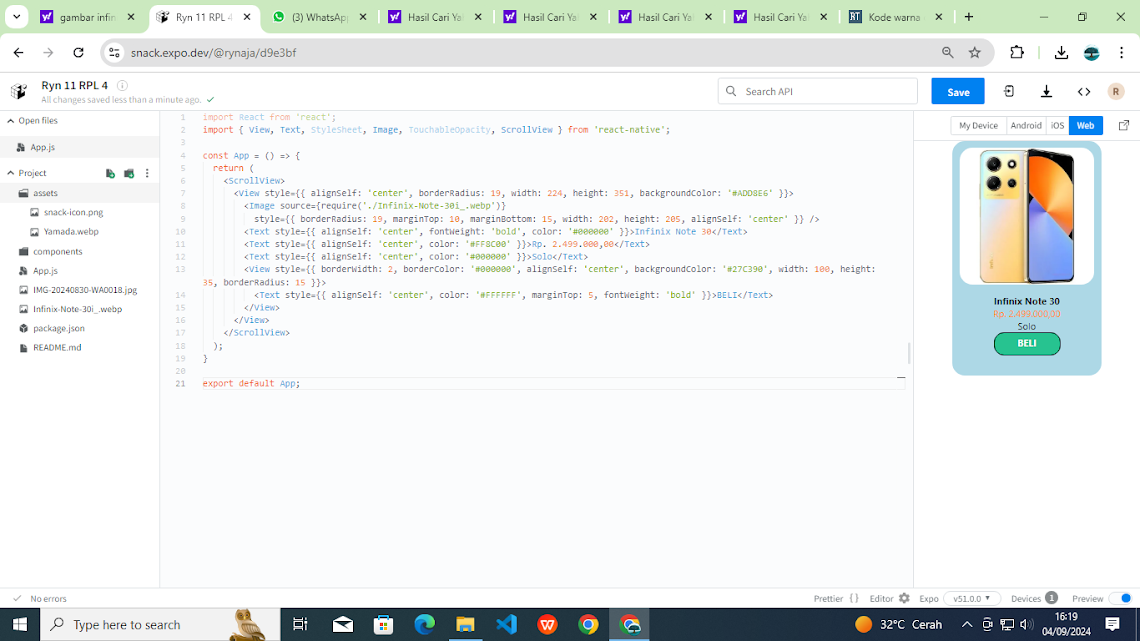 gambar infin
Ryn 11 RPL 4
(3) WhatsApp
Hasil Cari Ya
Hasil Cari Ya
Hasil Cari Ya
Hasil Cari Ya
Kode warna
snack.expo.dev/@rynaja/d9e3bf
Ryn 11 RPL 4
All changes saved less than a minute ago.
Search API
Save
R
Open files
App.js
Project
assets
snack-icon.png
Yamada.webp
components
App.js
IMG-20240830-WA0018.jpg
Infinix-Note-30i_.webp
package.json
README.md
1 import React from 'react';
2 import { View, Text, StyleSheet, Image, TouchableOpacity, ScrollView } from 'react-native';
3
4 const App = () => {
5 return (
6 <ScrollView>
7 <View style={{ alignSelf: 'center', borderRadius: 19, width: 224, height: 351, backgroundColor: '#ADD8E6' }}>
8 <Image source={require('./Infinix-Note-30i_.webp')}
9 style={{ borderRadius: 19, marginTop: 10, marginBottom: 15, width: 202, height: 205, alignSelf: 'center' }} />
10 <Text style={{ alignSelf: 'center', fontWeight: 'bold', color: '#000000' }}>Infinix Note 30</Text>
11 <Text style={{ alignSelf: 'center', color: '#FF8C00' }}>Rp. 2.499.000,00</Text>
12 <Text style={{ alignSelf: 'center', color: '#000000' }}>Solo</Text>
13 <View style={{ borderWidth: 2, borderColor: '#000000', alignSelf: 'center', backgroundColor: '#27C390', width: 100, height:
35, borderRadius: 15 }}>
14 <Text style={{ alignSelf: 'center', color: '#FFFFFF', marginTop: 5, fontWeight: 'bold' }}>BELI</Text>
15 </View>
16 </View>
17 </ScrollView>
18 );
19 }
20
21 export default App;
My Device Android iOS Web
Infinix Note 30
Rp. 2.499.000,00
Solo
BELI
No errors
Prettier { } Editor Expo v51.0.0 Devices 1 Preview
Type here to search
32°C Cerah
16:19
04/09/2024